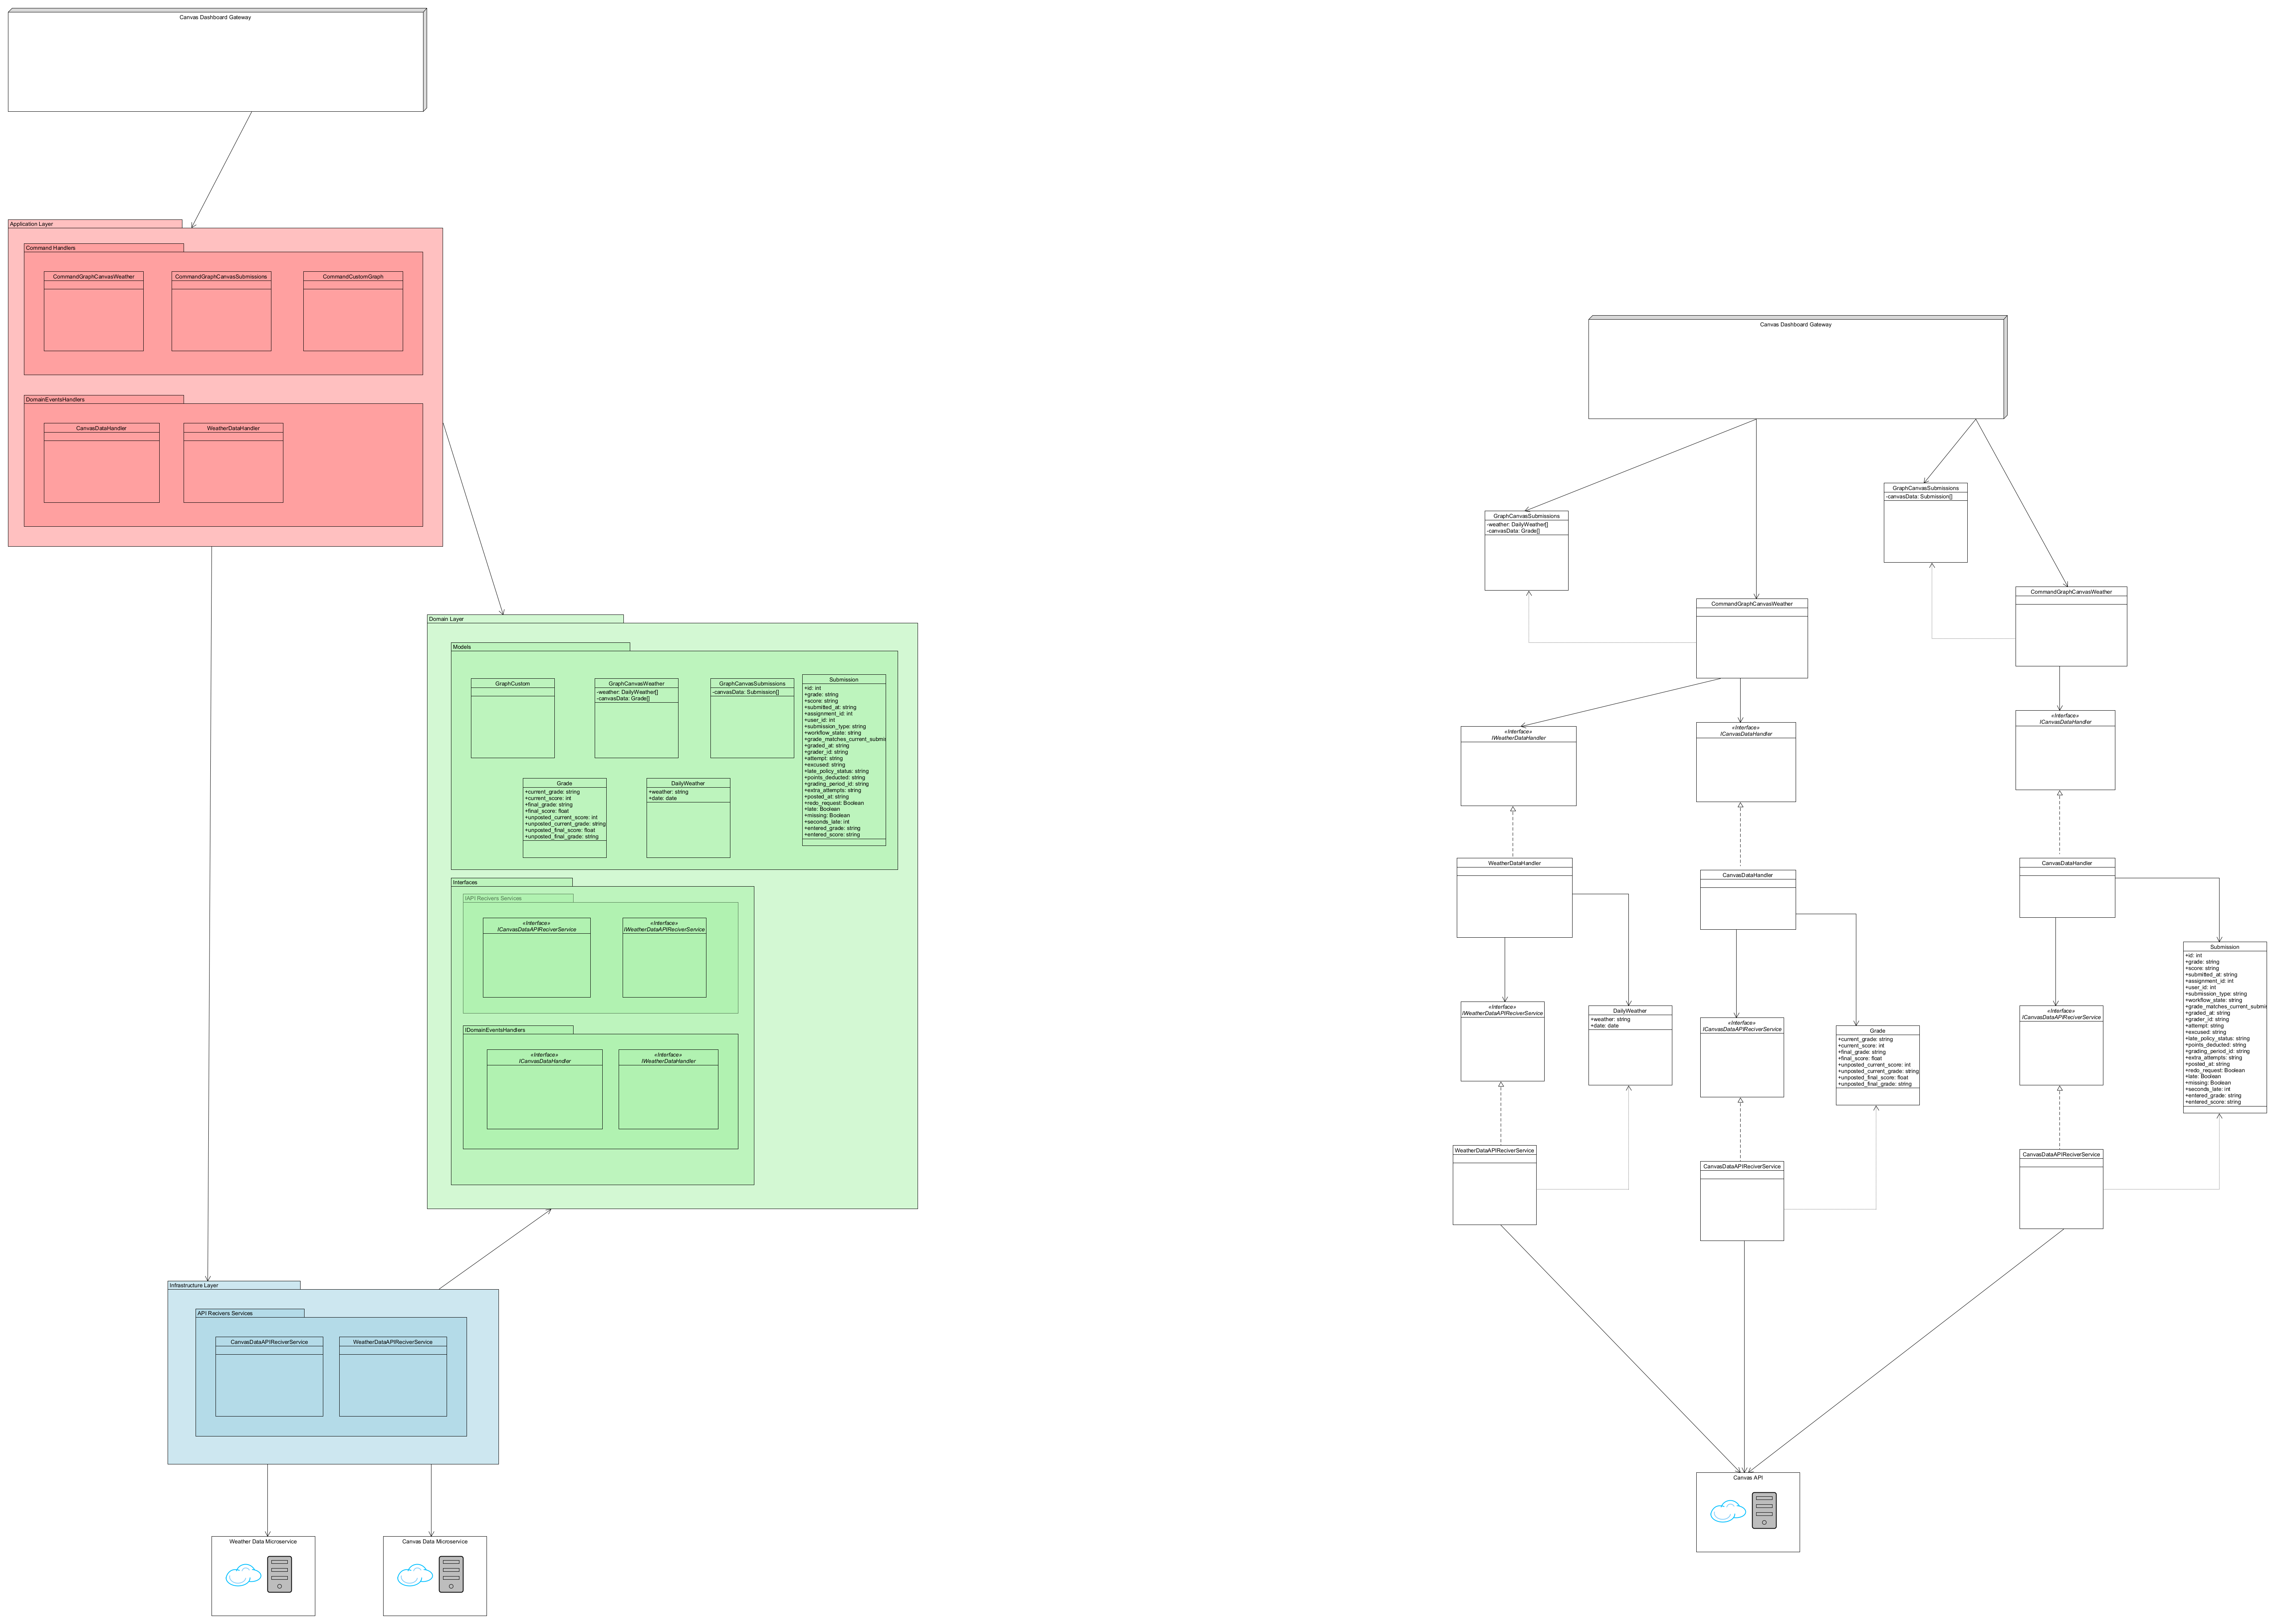 Canvas Dashboard Gateway
Application Layer
Command Handlers
CommandGraphCanvasWeather
CommandGraphCanvasSubmissions
CommandCustomGraph
DomainEventsHandlers
CanvasDataHandler
WeatherDataHandler
Domain Layer
Models
GraphCustom
GraphCanvasWeather
-weather: DailyWeather[]
-canvasData: Grade[]
GraphCanvasSubmissions
-canvasData: Submission[]
Submission
+id: int
+grade: string
+score: string
+submitted_at: string
+assignment_id: int
+user_id: int
+submission_type: string
+workflow_state: string
+grade_matches_current_submi
+graded_at: string
+grader_id: string
+attempt: string
+excused: string
+late_policy_status: string
+points_deducted: string
+grading_period_id: string
+extra_attempts: string
+posted_at: string
+redo_request: Boolean
+late: Boolean
+missing: Boolean
+seconds_late: int
+entered_grade: string
+entered_score: string
Grade
+current_grade: string
+current_score: int
+final_grade: string
+final_score: float
+unposted_current_score: int
+unposted_current_grade: string
+unposted_final_score: float
+unposted_final_grade: string
DailyWeather
+weather: string
+date: date
Interfaces
IAPI Recivers Services
«Interface»
ICanvasDataAPIReciverService
«Interface»
IWeatherDataAPIReciverService
IDomainEventsHandlers
«Interface»
ICanvasDataHandler
«Interface»
IWeatherDataHandler
Infrastructure Layer
API Recivers Services
CanvasDataAPIReciverService
WeatherDataAPIReciverService
Weather Data Microservice
Canvas Data Microservice
Canvas Dashboard Gateway
GraphCanvasSubmissions
-canvasData: Submission[]
GraphCanvasSubmissions
-weather: DailyWeather[]
-canvasData: Grade[]
CommandGraphCanvasWeather
CommandGraphCanvasWeather
«Interface»
IWeatherDataHandler
«Interface»
ICanvasDataHandler
«Interface»
ICanvasDataHandler
WeatherDataHandler
CanvasDataHandler
CanvasDataHandler
«Interface»
IWeatherDataAPIReciverService
DailyWeather
+weather: string
+date: date
«Interface»
ICanvasDataAPIReciverService
Grade
+current_grade: string
+current_score: int
+final_grade: string
+final_score: float
+unposted_current_score: int
+unposted_current_grade: string
+unposted_final_score: float
+unposted_final_grade: string
«Interface»
ICanvasDataAPIReciverService
Submission
+id: int
+grade: string
+score: string
+submitted_at: string
+assignment_id: int
+user_id: int
+submission_type: string
+workflow_state: string
+grade_matches_current_submi
+graded_at: string
+grader_id: string
+attempt: string
+excused: string
+late_policy_status: string
+points_deducted: string
+grading_period_id: string
+extra_attempts: string
+posted_at: string
+redo_request: Boolean
+late: Boolean
+missing: Boolean
+seconds_late: int
+entered_grade: string
+entered_score: string
WeatherDataAPIReciverService
CanvasDataAPIReciverService
CanvasDataAPIReciverService
Canvas API